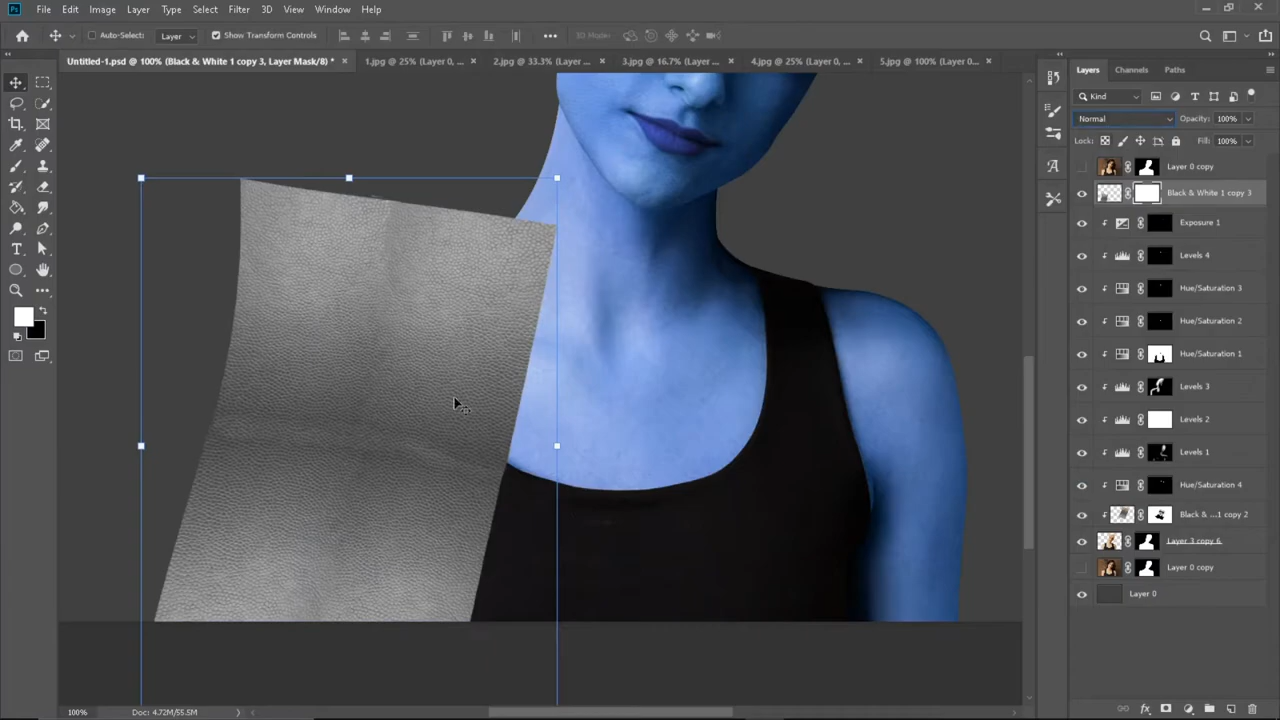 Ps File Edit Image Layer Type Select Filter 3D View Window Help
Auto-Select: Layer Show Transform Controls 3D Mode:
Untitled-1.psd @ 100% (Black & White 1 copy 3, Layer Mask/8) * × 1.jpg @ 25% (Layer 0, ... × 2.jpg @ 33.3% (Layer ... × 3.jpg @ 16.7% (Layer ... × 4.jpg @ 25% (Layer 0, ... × 5.jpg @ 100% (Layer 0... ×
Layers Channels Paths
Kind
Normal Opacity: 100%
Lock: Fill: 100%
Layer 0 copy
Black & White 1 copy 3
Exposure 1
Levels 4
Hue/Saturation 3
Hue/Saturation 2
Hue/Saturation 1
Levels 3
Levels 2
Levels 1
Hue/Saturation 4
Black & ...1 copy 2
Layer 3 copy 6
Layer 0 copy
Layer 0
100% Doc: 4.72M/55.5M